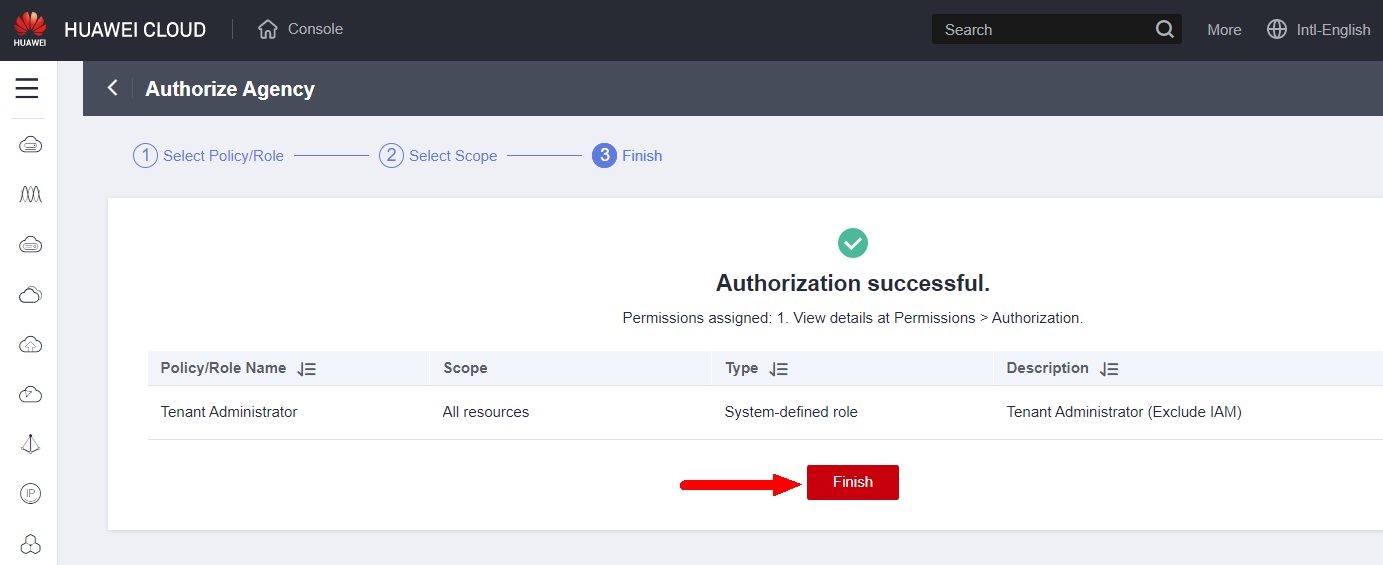 HUAWEI
HUAWEI CLOUD
Console
Search
More
Intl-English
Authorize Agency
1 Select Policy/Role
2 Select Scope
3 Finish
Authorization successful.
Permissions assigned: 1. View details at Permissions > Authorization.
Policy/Role Name Scope Type Description
Tenant Administrator All resources System-defined role Tenant Administrator (Exclude IAM)
Finish
IP